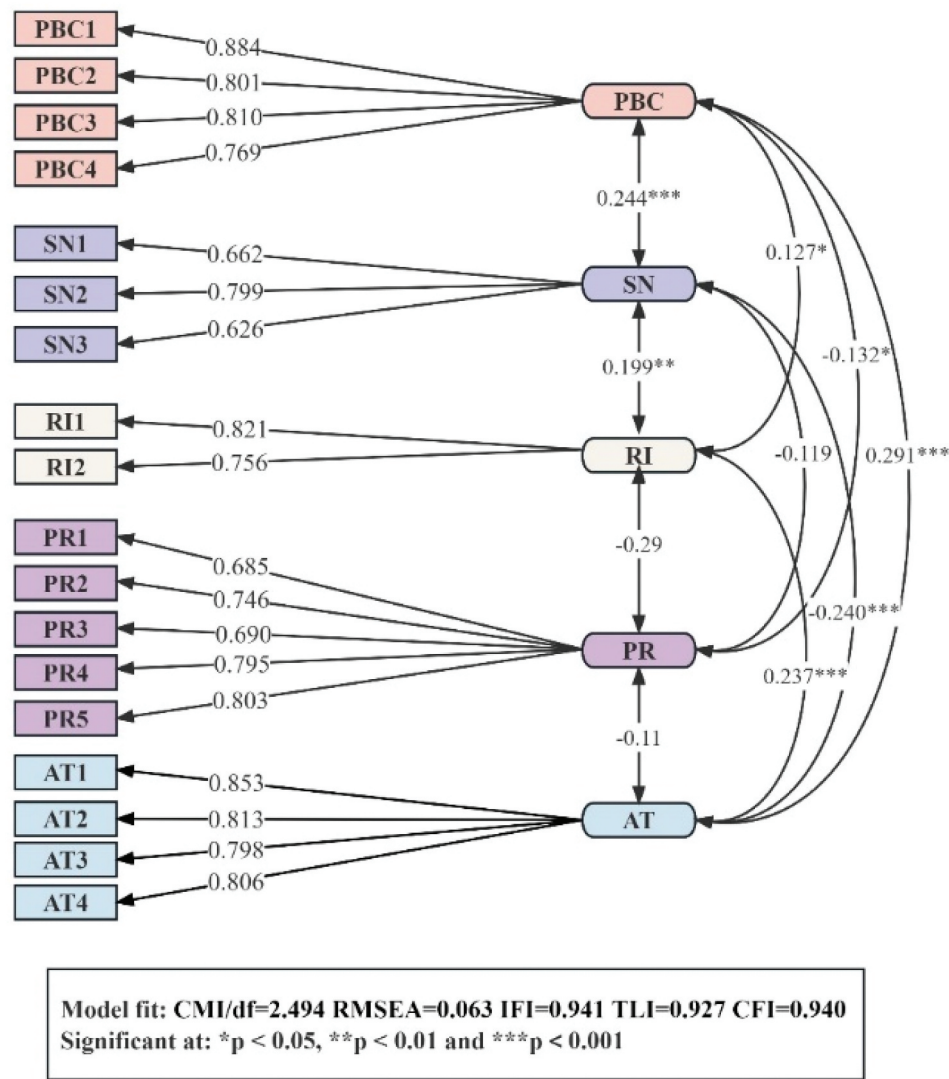 PBC1
0.884
PBC2
0.801
PBC
PBC3
0.810
PBC4
0.769
0.244***
SN1
0.662
0.127*
SN2
0.799
SN
SN3
0.626
-0.132*
0.199**
RI1
0.821
RI
-0.119
0.291***
RI2
0.756
PR1
0.685
-0.29
PR2
0.746
-0.240***
PR3
0.690
PR
PR4
0.795
0.237***
PR5
0.803
-0.11
AT1
0.853
AT2
0.813
AT
AT3
0.798
AT4
0.806
Model fit: CMI/df=2.494 RMSEA=0.063 IFI=0.941 TLI=0.927 CFI=0.940
Significant at: *p < 0.05, **p < 0.01 and ***p < 0.001